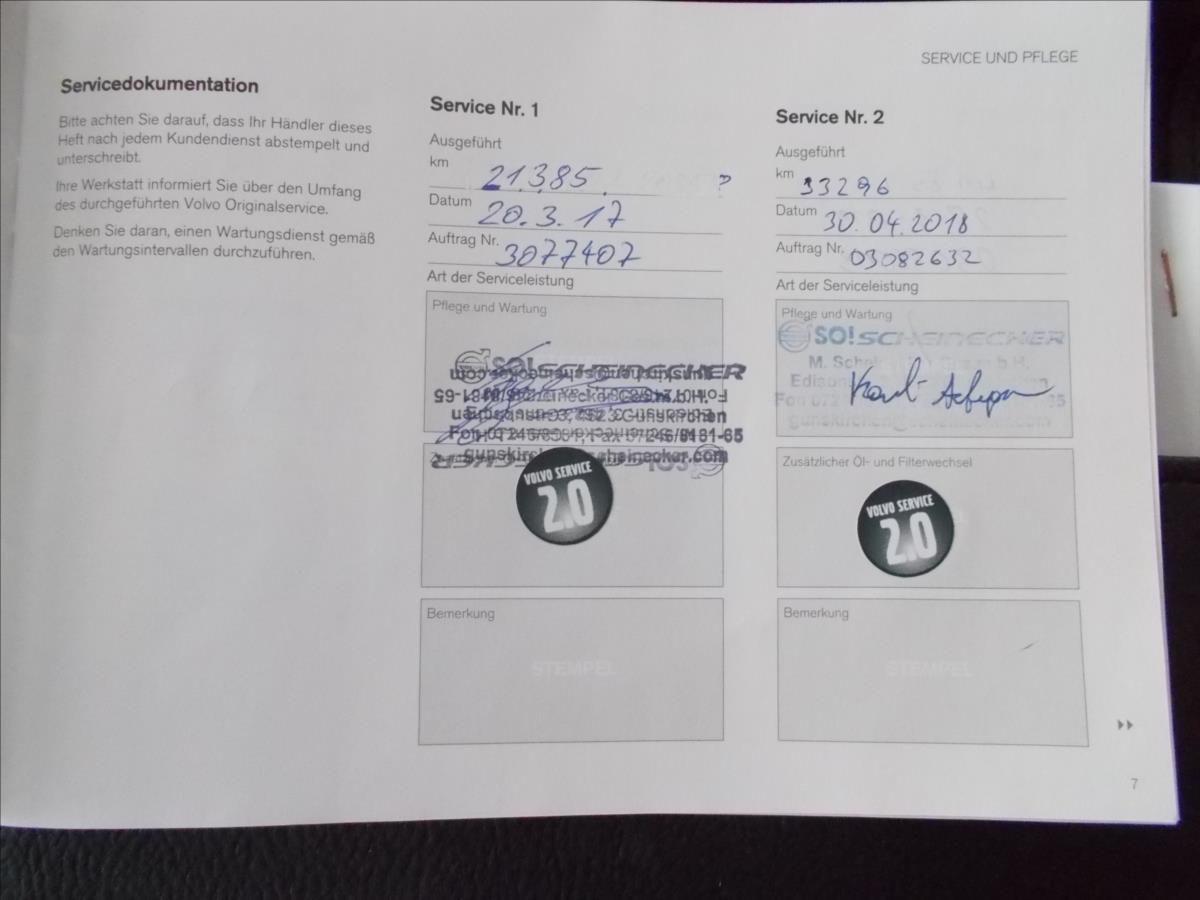 SERVICE UND PFLEGE
Servicedokumentation
Bitte achten Sie darauf, dass Ihr Händler dieses
Heft nach jedem Kundendienst abstempelt und
unterschreibt.
Ihre Werkstatt informiert Sie über den Umfang
des durchgeführten Volvo Originalservice.
Denken Sie daran, einen Wartungsdienst gemäß
den Wartungsintervallen durchzuführen.
Service Nr. 1
Ausgeführt
km 21385 ?
Datum 20.3.17
Auftrag Nr. 3077407
Art der Serviceleistung
Pflege und Wartung
SO!SCHEINECKER
scheinecker.com
VOLVO SERVICE
2.0
Bemerkung
STEMPEL
Service Nr. 2
Ausgeführt
km 33296
Datum 30.04.2018
Auftrag Nr. 03082632
Art der Serviceleistung
Pflege und Wartung
SO!SCHEINECKER
Zusätzlicher Öl- und Filterwechsel
VOLVO SERVICE
2.0
Bemerkung
STEMPEL
7